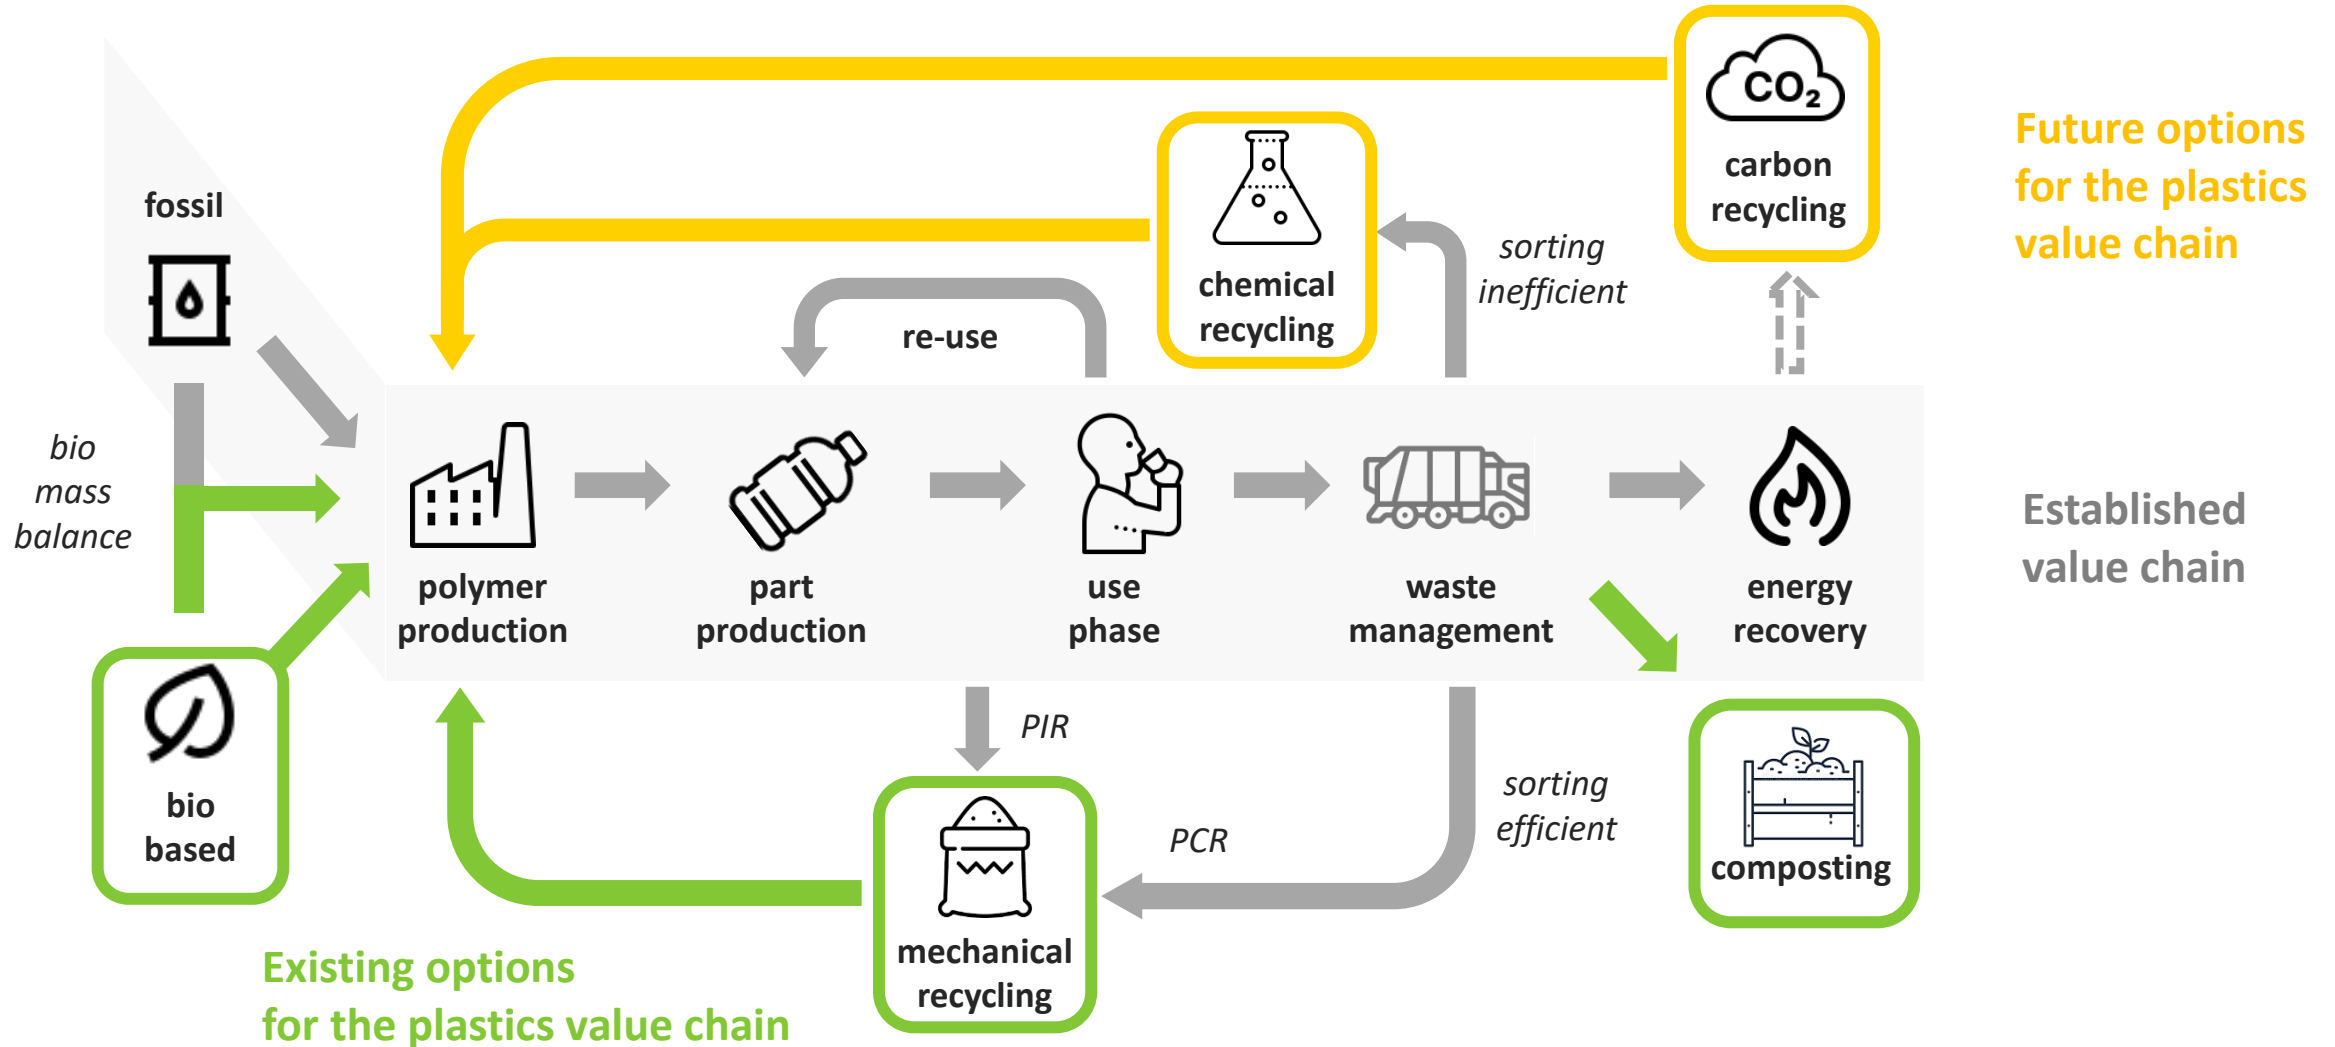 CO₂
carbon
recycling
Future options
for the plastics
value chain
fossil
chemical
recycling
sorting
inefficient
re-use
bio
mass
balance
polymer
production
part
production
use
phase
waste
management
energy
recovery
Established
value chain
PIR
bio
based
PCR
sorting
efficient
composting
mechanical
recycling
Existing options
for the plastics value chain